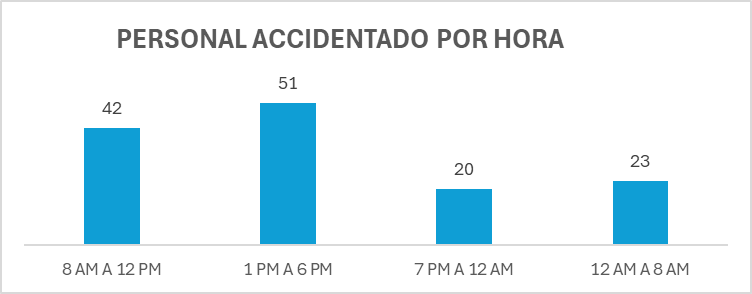 PERSONAL ACCIDENTADO POR HORA
42
51
20
23
8 AM A 12 PM
1 PM A 6 PM
7 PM A 12 AM
12 AM A 8 AM